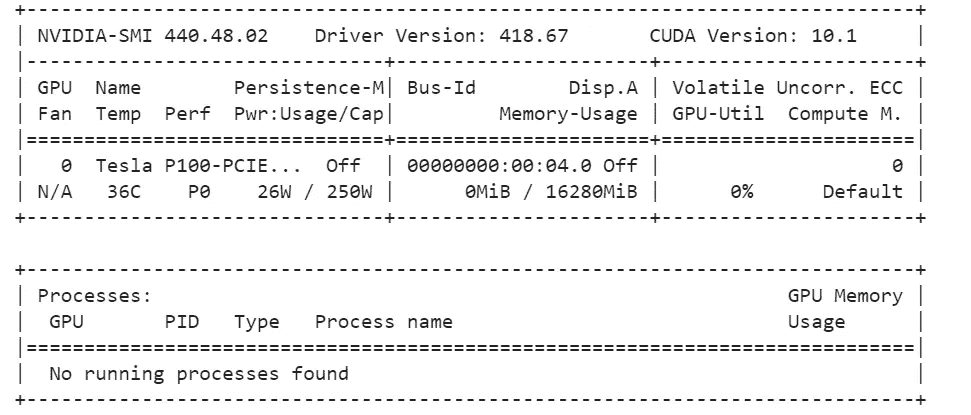 +-----------------------------------------------------------------------------+
| NVIDIA-SMI 440.48.02    Driver Version: 418.67       CUDA Version: 10.1     |
|-------------------------------+----------------------+----------------------+
| GPU  Name        Persistence-M| Bus-Id        Disp.A | Volatile Uncorr. ECC |
| Fan  Temp  Perf  Pwr:Usage/Cap|         Memory-Usage | GPU-Util  Compute M. |
|===============================+======================+======================|
|   0  Tesla P100-PCIE...  Off  | 00000000:00:04.0 Off |                    0 |
| N/A   36C    P0    26W / 250W |      0MiB / 16280MiB |      0%      Default |
+-------------------------------+----------------------+----------------------+

+-----------------------------------------------------------------------------+
| Processes:                                                       GPU Memory |
|  GPU       PID   Type   Process name                             Usage      |
|=============================================================================|
|  No running processes found                                                 |
+-----------------------------------------------------------------------------+